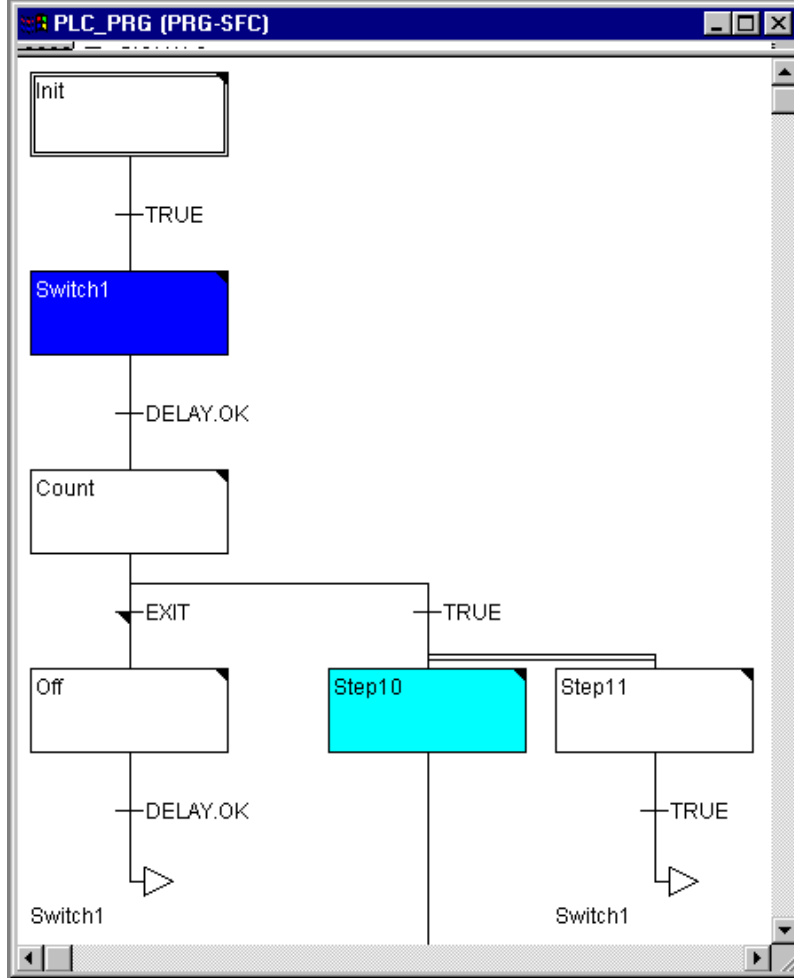 PLC_PRG (PRG-SFC)
Init
TRUE
Switch1
DELAY.OK
Count
EXIT
TRUE
Off
Step10
Step11
DELAY.OK
TRUE
Switch1
Switch1